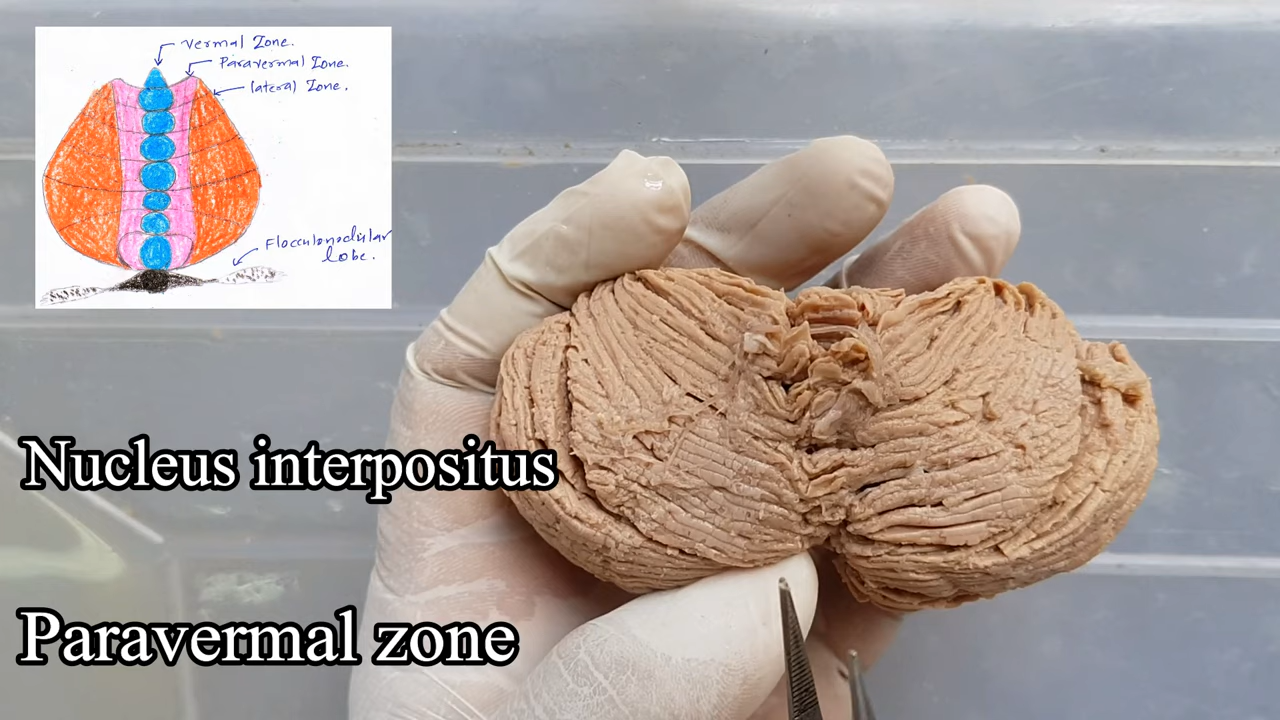 vermal Zone.
Paravermal Zone.
lateral Zone.
Flocculonodular
lobe.
Nucleus interpositus
Paravermal zone